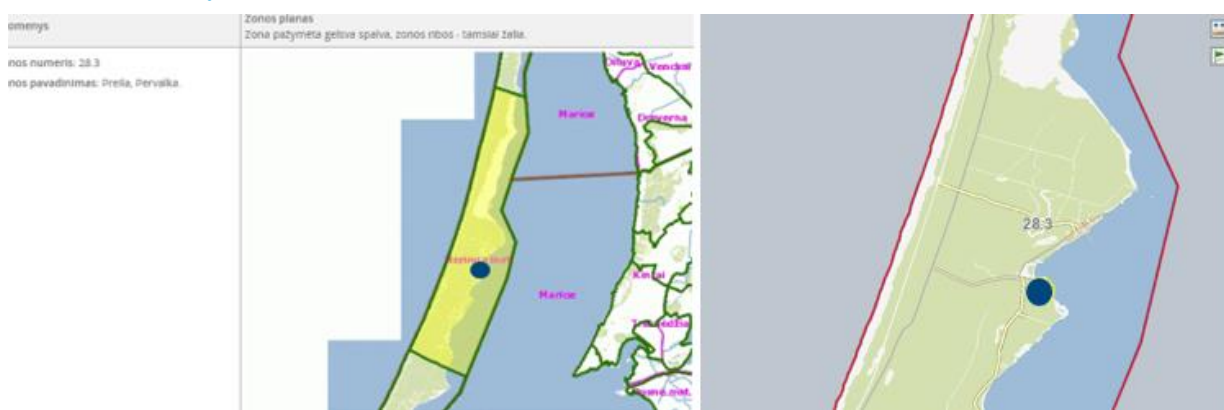 omenys
Zonos planas
Zona pažymėta gelsva spalva, zonos ribos - tamsiai žalia.
nos numeris: 28.3
nos pavadinimas: Preila, Pervalka.
Marios
Dreverna
Marios
Kintai
28.3